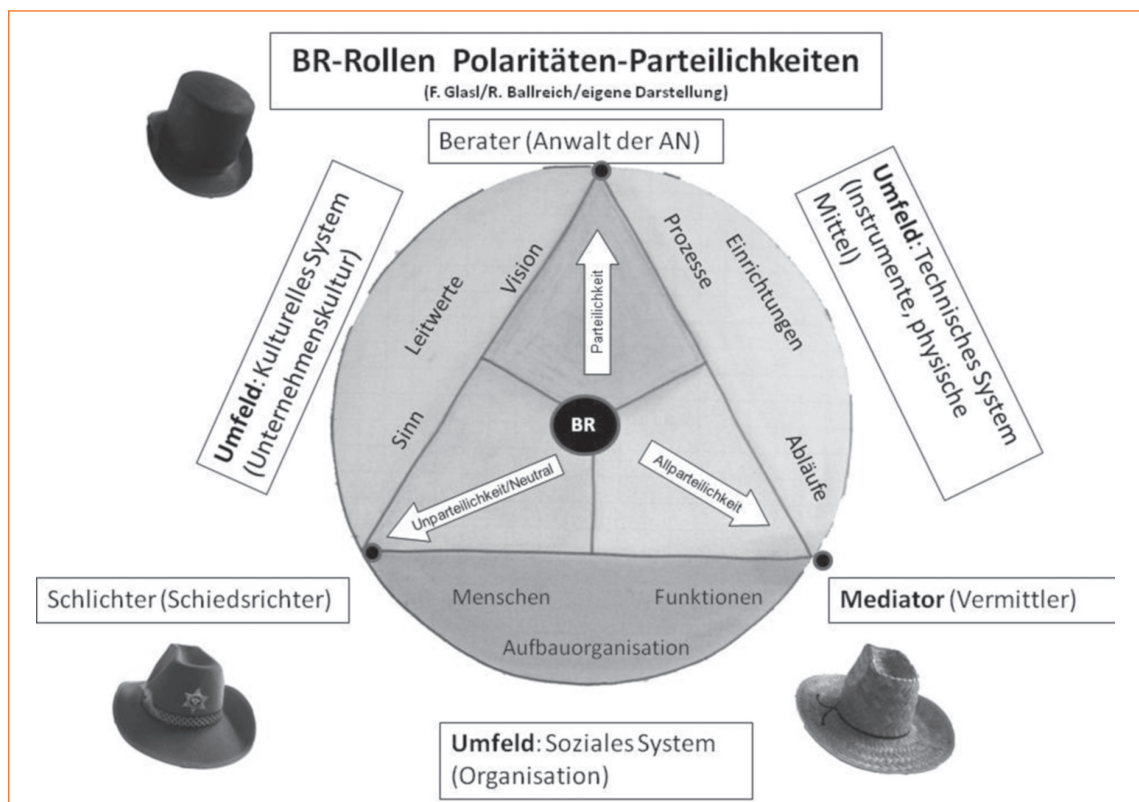 BR-Rollen Polaritäten-Parteilichkeiten
(F. Glasl/R. Ballreich/eigene Darstellung)
Berater (Anwalt der AN)
Umfeld: Kulturelles System
(Unternehmenskultur)
Umfeld: Technisches System
(Instrumente, physische
Mittel)
Sinn
Leitwerte
Vision
Prozesse
Einrichtungen
Abläufe
Parteilichkeit
BR
Unparteilichkeit/Neutral
Allparteilichkeit
Menschen
Funktionen
Aufbauorganisation
Schlichter (Schiedsrichter)
Mediator (Vermittler)
Umfeld: Soziales System
(Organisation)